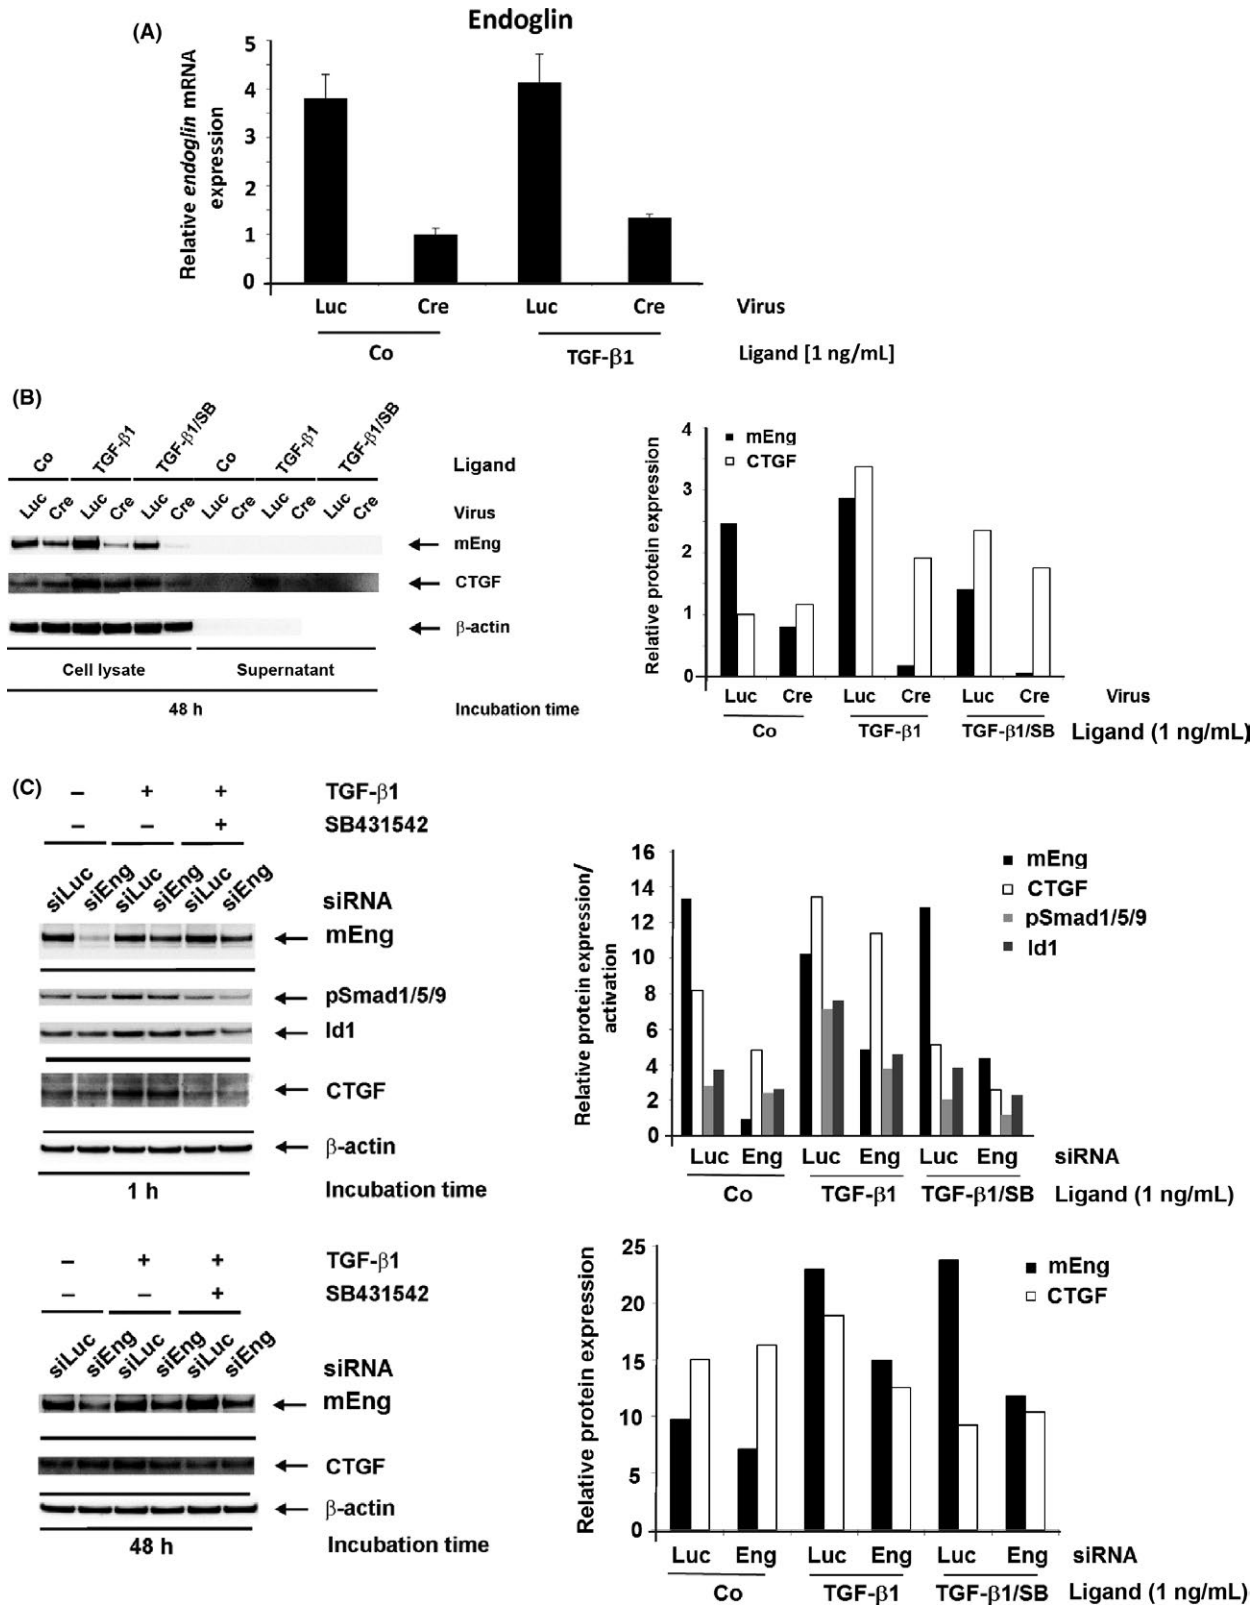 (A)
Endoglin
Relative endoglin mRNA
expression
5
4
3
2
1
0
Luc Cre Luc Cre Virus
Co TGF-β1 Ligand [1 ng/mL]
(B)
Co TGF-β1 TGF-β1/SB Co TGF-β1 TGF-β1/SB Ligand
Luc Cre Luc Cre Luc Cre Luc Cre Luc Cre Luc Cre Virus
mEng
CTGF
β-actin
Cell lysate Supernatant
48 h Incubation time
Relative protein expression
4
3
2
1
0
mEng
CTGF
Luc Cre Luc Cre Luc Cre Virus
Co TGF-β1 TGF-β1/SB Ligand (1 ng/mL)
(C)
– + + TGF-β1
– – + SB431542
siLuc siEng siLuc siEng siLuc siEng siRNA
mEng
pSmad1/5/9
Id1
CTGF
β-actin
1 h Incubation time
Relative protein expression/
activation
16
14
12
10
8
6
4
2
0
mEng
CTGF
pSmad1/5/9
Id1
Luc Eng Luc Eng Luc Eng siRNA
Co TGF-β1 TGF-β1/SB Ligand (1 ng/mL)
– + + TGF-β1
– – + SB431542
siLuc siEng siLuc siEng siLuc siEng siRNA
mEng
CTGF
β-actin
48 h Incubation time
Relative protein expression
25
20
15
10
5
0
mEng
CTGF
Luc Eng Luc Eng Luc Eng siRNA
Co TGF-β1 TGF-β1/SB Ligand (1 ng/mL)